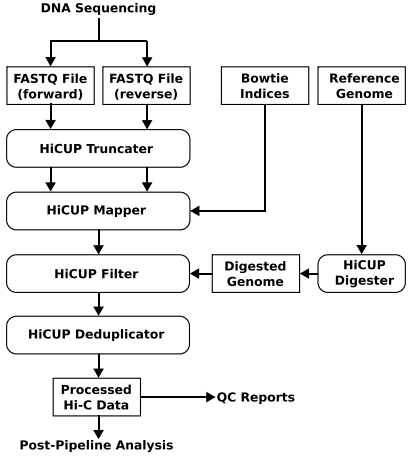 DNA Sequencing
FASTQ File
(forward)
FASTQ File
(reverse)
Bowtie
Indices
Reference
Genome
HiCUP Truncater
HiCUP Mapper
HiCUP Filter
Digested
Genome
HiCUP
Digester
HiCUP Deduplicator
Processed
Hi-C Data
QC Reports
Post-Pipeline Analysis